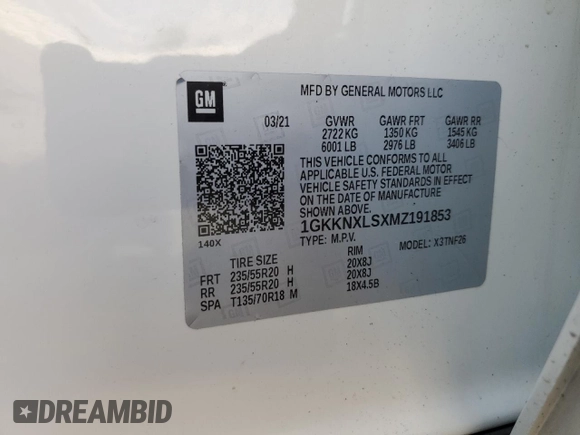 GM
MFD BY GENERAL MOTORS LLC
03/21 GVWR GAWR FRT GAWR RR
2722 KG 1350 KG 1545 KG
6001 LB 2976 LB 3406 LB
THIS VEHICLE CONFORMS TO ALL
APPLICABLE U.S. FEDERAL MOTOR
VEHICLE SAFETY STANDARDS IN EFFECT
ON THE DATE OF MANUFACTURE
SHOWN ABOVE.
1GKKNXLSXMZ191853
TYPE: M.P.V. MODEL: X3TNF26
140X
TIRE SIZE RIM
FRT 235/55R20 H 20X8J
RR 235/55R20 H 20X8J
SPA T135/70R18 M 18X4.5B
DREAMBID